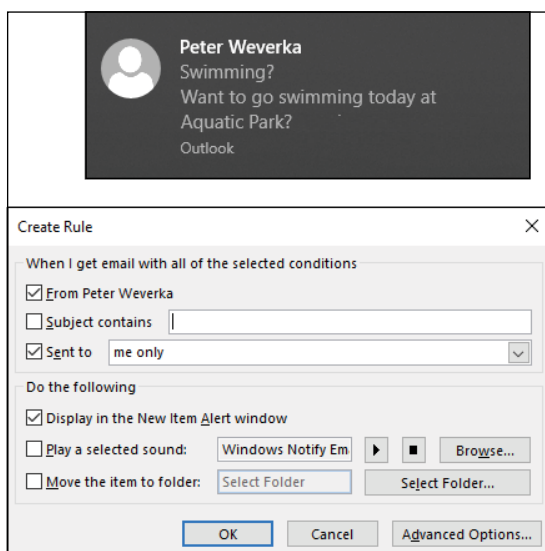 Peter Weverka
Swimming?
Want to go swimming today at
Aquatic Park?
Outlook
Create Rule
When I get email with all of the selected conditions
From Peter Weverka
Subject contains
Sent to me only
Do the following
Display in the New Item Alert window
Play a selected sound: Windows Notify Em Browse...
Move the item to folder: Select Folder Select Folder...
OK Cancel Advanced Options...